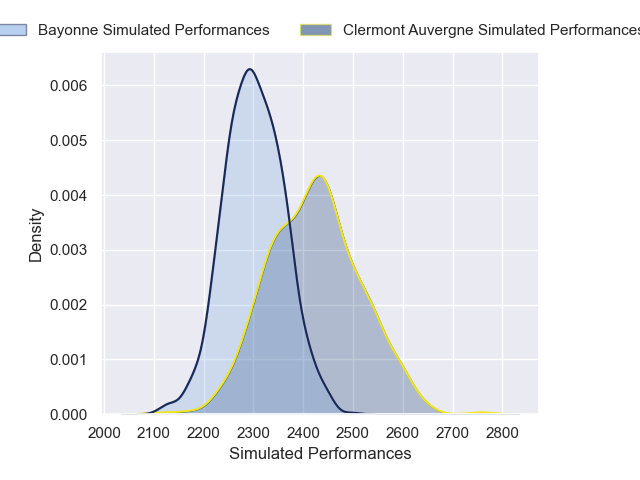 Bayonne Simulated Performances
Clermont Auvergne Simulated Performances
0.006
0.005
0.004
0.003
0.002
0.001
0.000
Density
2000 2100 2200 2300 2400 2500 2600 2700 2800
Simulated Performances